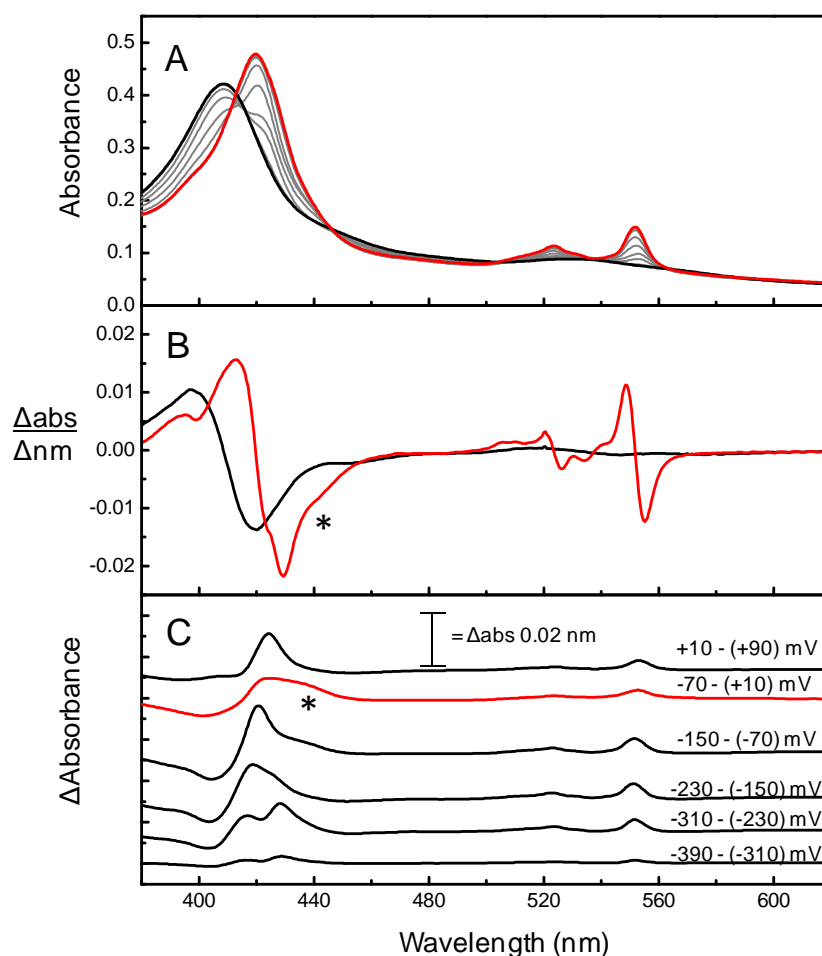 A
0.5
0.4
0.3
0.2
0.1
0.0
Absorbance
B
0.02
0.01
0.00
-0.01
-0.02
Δabs
Δnm
*
C
= Δabs 0.02 nm
+10 - (+90) mV
-70 - (+10) mV
*
-150 - (-70) mV
-230 - (-150) mV
-310 - (-230) mV
-390 - (-310) mV
ΔAbsorbance
400 440 480 520 560 600
Wavelength (nm)